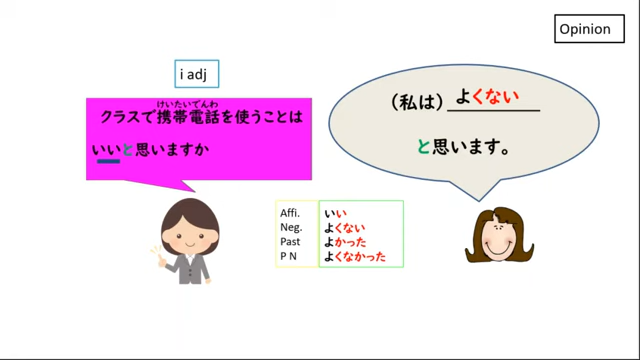 Opinion
i adj
けいたいでんわ
クラスで携帯電話を使うことは
いいと思いますか
(私は) よくない
と思います。
Affi. いい
Neg. よくない
Past よかった
P N よくなかった